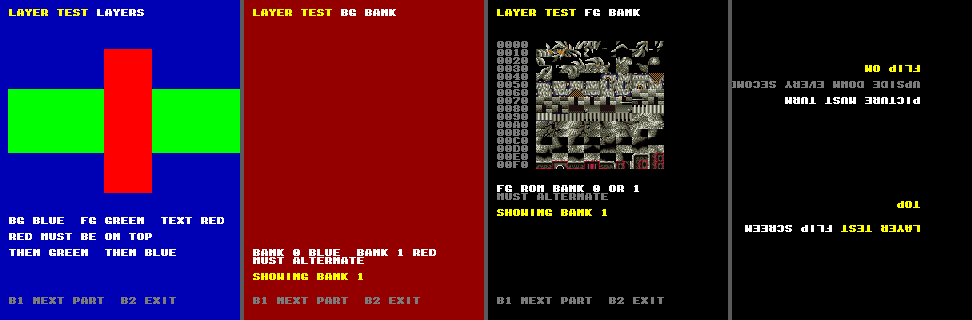 LAYER TEST LAYERS
BG BLUE FG GREEN TEXT RED
RED MUST BE ON TOP
THEN GREEN THEN BLUE
B1 NEXT PART B2 EXIT
LAYER TEST BG BANK
BANK 0 BLUE BANK 1 RED
MUST ALTERNATE
SHOWING BANK 1
B1 NEXT PART B2 EXIT
LAYER TEST FG BANK
0000
0010
0020
0030
0040
0050
0060
0070
0080
0090
00A0
00B0
00C0
00D0
00E0
00F0
FG ROM BANK 0 OR 1
MUST ALTERNATE
SHOWING BANK 1
B1 NEXT PART B2 EXIT
LAYER TEST FLIP SCREEN
TOP
PICTURE MUST TURN
UPSIDE DOWN EVERY SECOND
FLIP ON